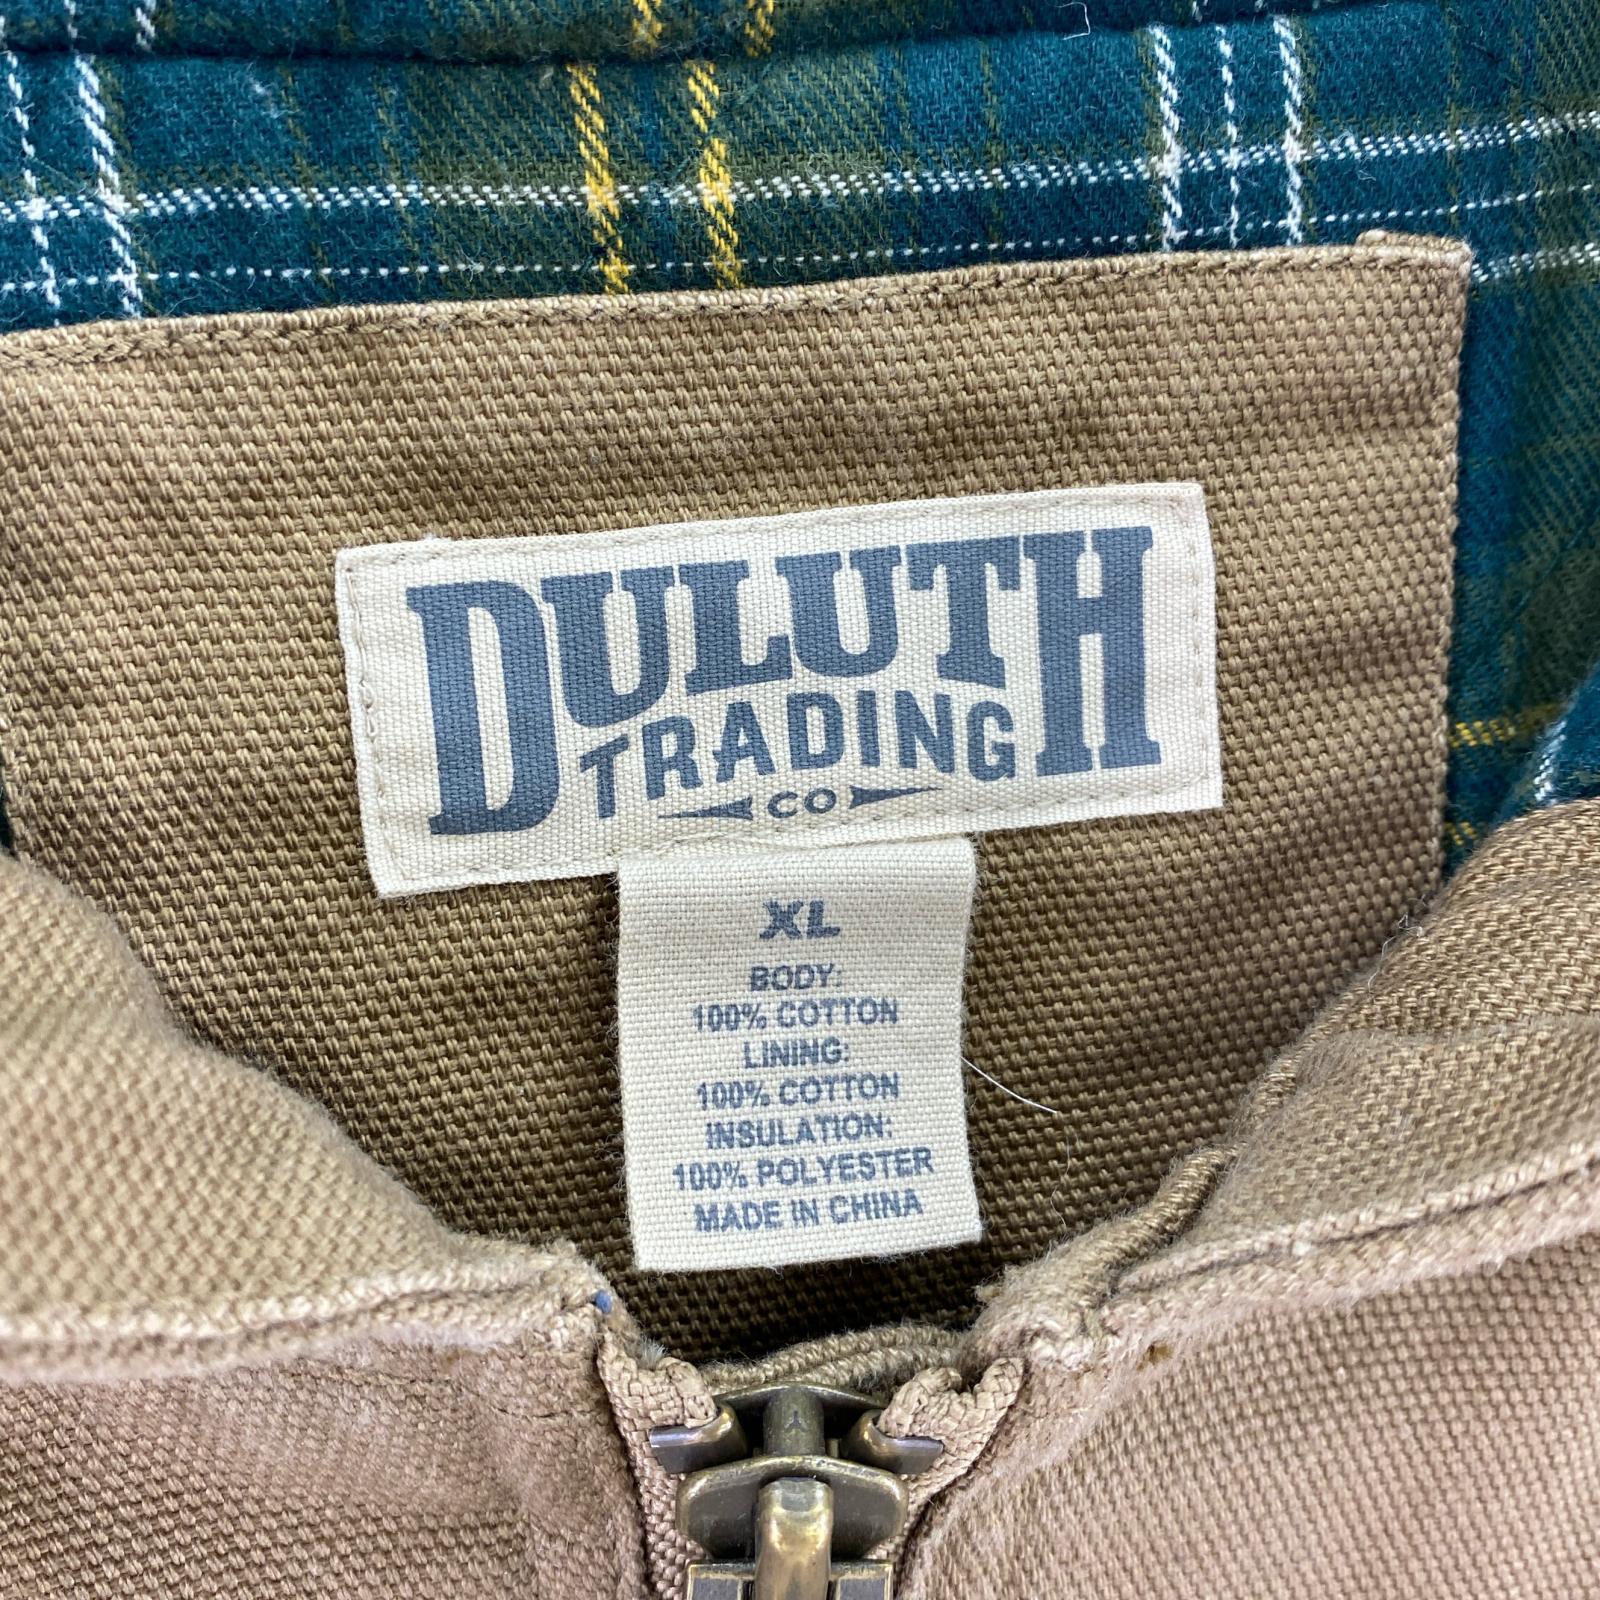 DULUTH
TRADING
CO
XL
BODY:
100% COTTON
LINING:
100% COTTON
INSULATION:
100% POLYESTER
MADE IN CHINA